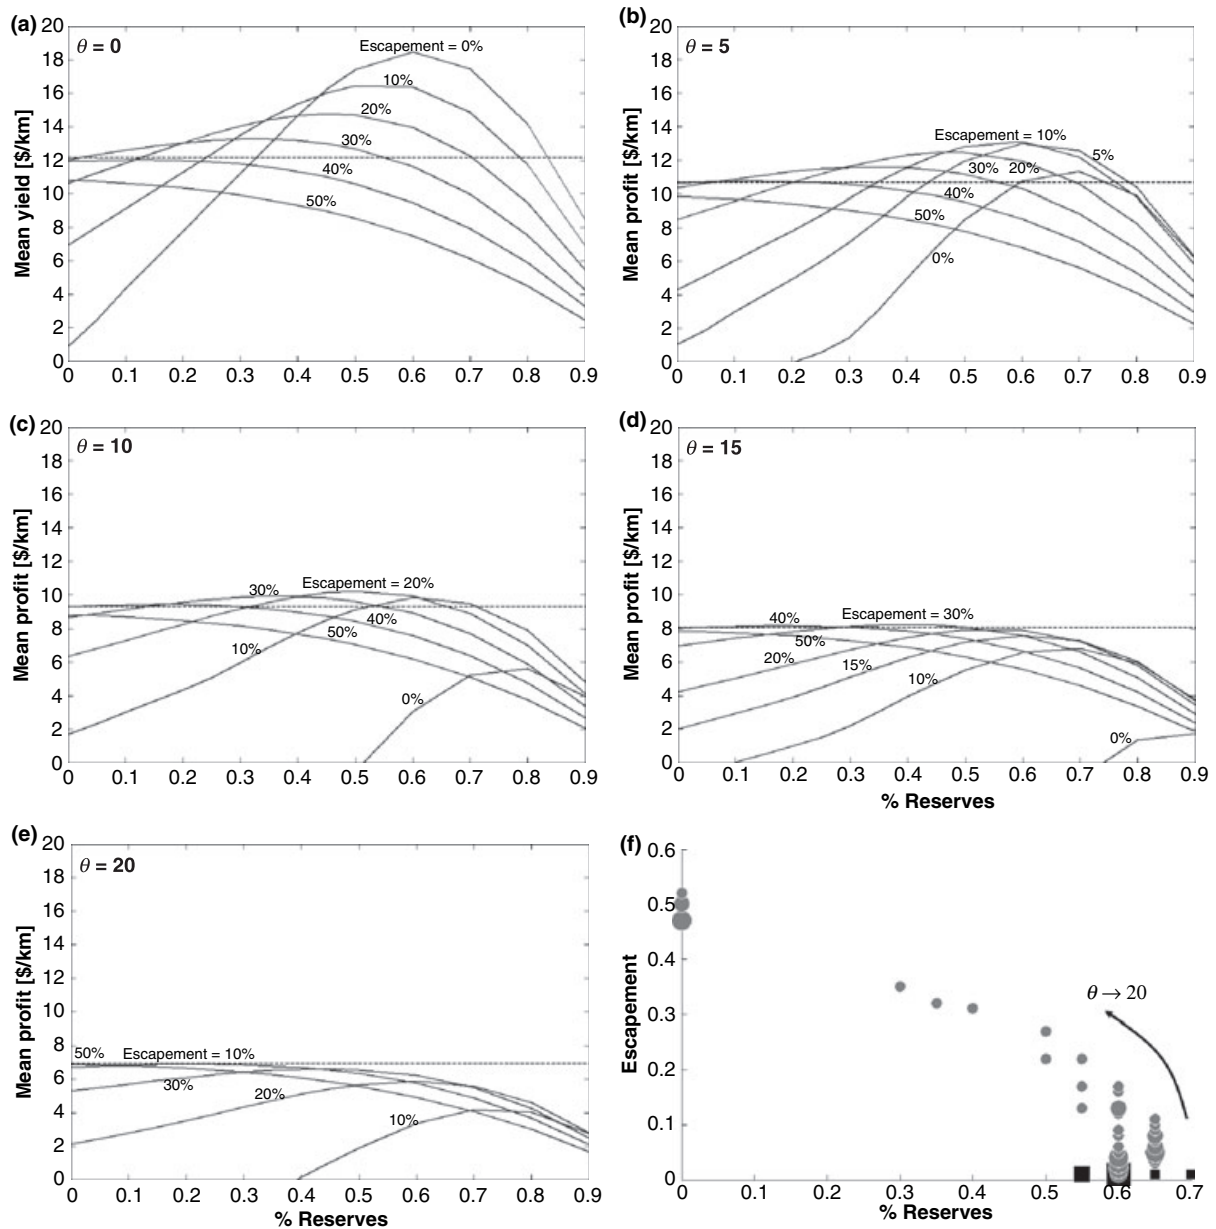 (a)
θ = 0
Mean yield [$/km]
20
18
16
14
12
10
8
6
4
2
0
Escapement = 0%
10%
20%
30%
40%
50%
0 0.1 0.2 0.3 0.4 0.5 0.6 0.7 0.8 0.9
(b)
θ = 5
Mean profit [$/km]
20
18
16
14
12
10
8
6
4
2
0
Escapement = 10%
5%
30% 20%
40%
50%
0%
0 0.1 0.2 0.3 0.4 0.5 0.6 0.7 0.8 0.9
(c)
θ = 10
Mean profit [$/km]
20
18
16
14
12
10
8
6
4
2
0
Escapement = 20%
30%
40%
50%
10%
0%
0 0.1 0.2 0.3 0.4 0.5 0.6 0.7 0.8 0.9
(d)
θ = 15
Mean profit [$/km]
20
18
16
14
12
10
8
6
4
2
0
40% Escapement = 30%
50%
20%
15%
10%
0%
0 0.1 0.2 0.3 0.4 0.5 0.6 0.7 0.8 0.9
% Reserves
(e)
θ = 20
Mean profit [$/km]
20
18
16
14
12
10
8
6
4
2
0
50% Escapement = 10%
30%
20%
10%
0 0.1 0.2 0.3 0.4 0.5 0.6 0.7 0.8 0.9
% Reserves
(f)
Escapement
0.6
0.5
0.4
0.3
0.2
0.1
0
θ → 20
0 0.1 0.2 0.3 0.4 0.5 0.6 0.7
% Reserves